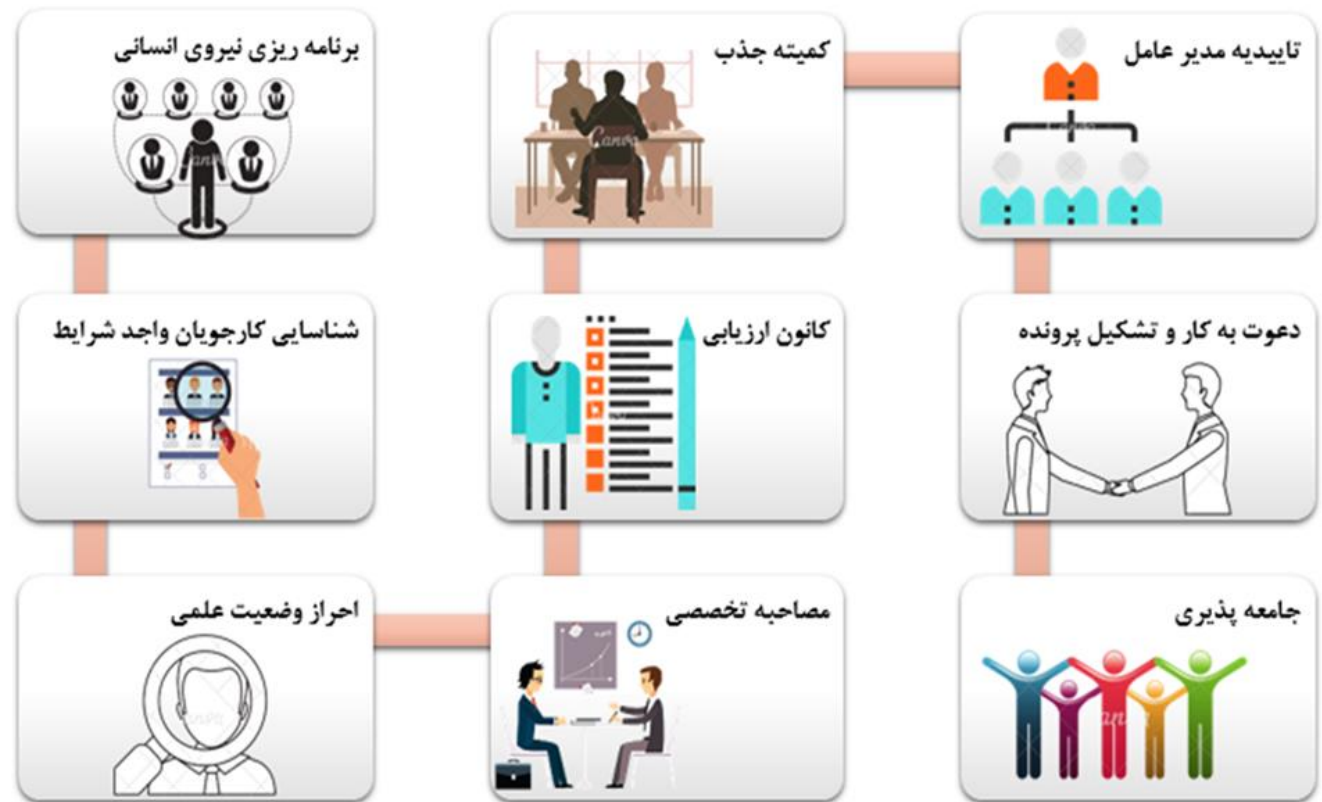 برنامه ریزی نیروی انسانی
شناسایی کارجویان واجد شرایط
احراز وضعیت علمی
مصاحبه تخصصی
کانون ارزیابی
کمیته جذب
تاییدیه مدیر عامل
دعوت به کار و تشکیل پرونده
جامعه پذیری
Canva